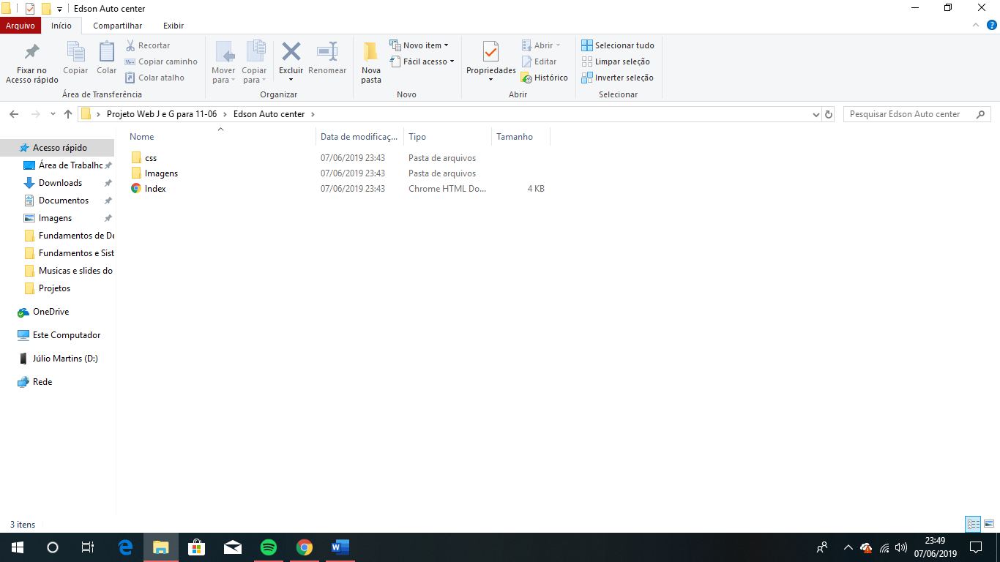 Edson Auto center
Arquivo Início Compartilhar Exibir
Fixar no
Acesso rápido
Copiar
Colar
Recortar
Copiar caminho
Colar atalho
Área de Transferência
Mover
para
Copiar
para
Excluir
Renomear
Organizar
Nova
pasta
Novo item
Fácil acesso
Novo
Propriedades
Abrir
Editar
Histórico
Abrir
Selecionar tudo
Limpar seleção
Inverter seleção
Selecionar
Projeto Web J e G para 11-06 › Edson Auto center ›
Pesquisar Edson Auto center
Nome Data de modificaç... Tipo Tamanho
css 07/06/2019 23:43 Pasta de arquivos
Imagens 07/06/2019 23:43 Pasta de arquivos
Index 07/06/2019 23:43 Chrome HTML Do... 4 KB
Acesso rápido
Área de Trabalhc
Downloads
Documentos
Imagens
Fundamentos de De
Fundamentos e Sist
Musicas e slides do
Projetos
OneDrive
Este Computador
Júlio Martins (D:)
Rede
3 itens
23:49
07/06/2019